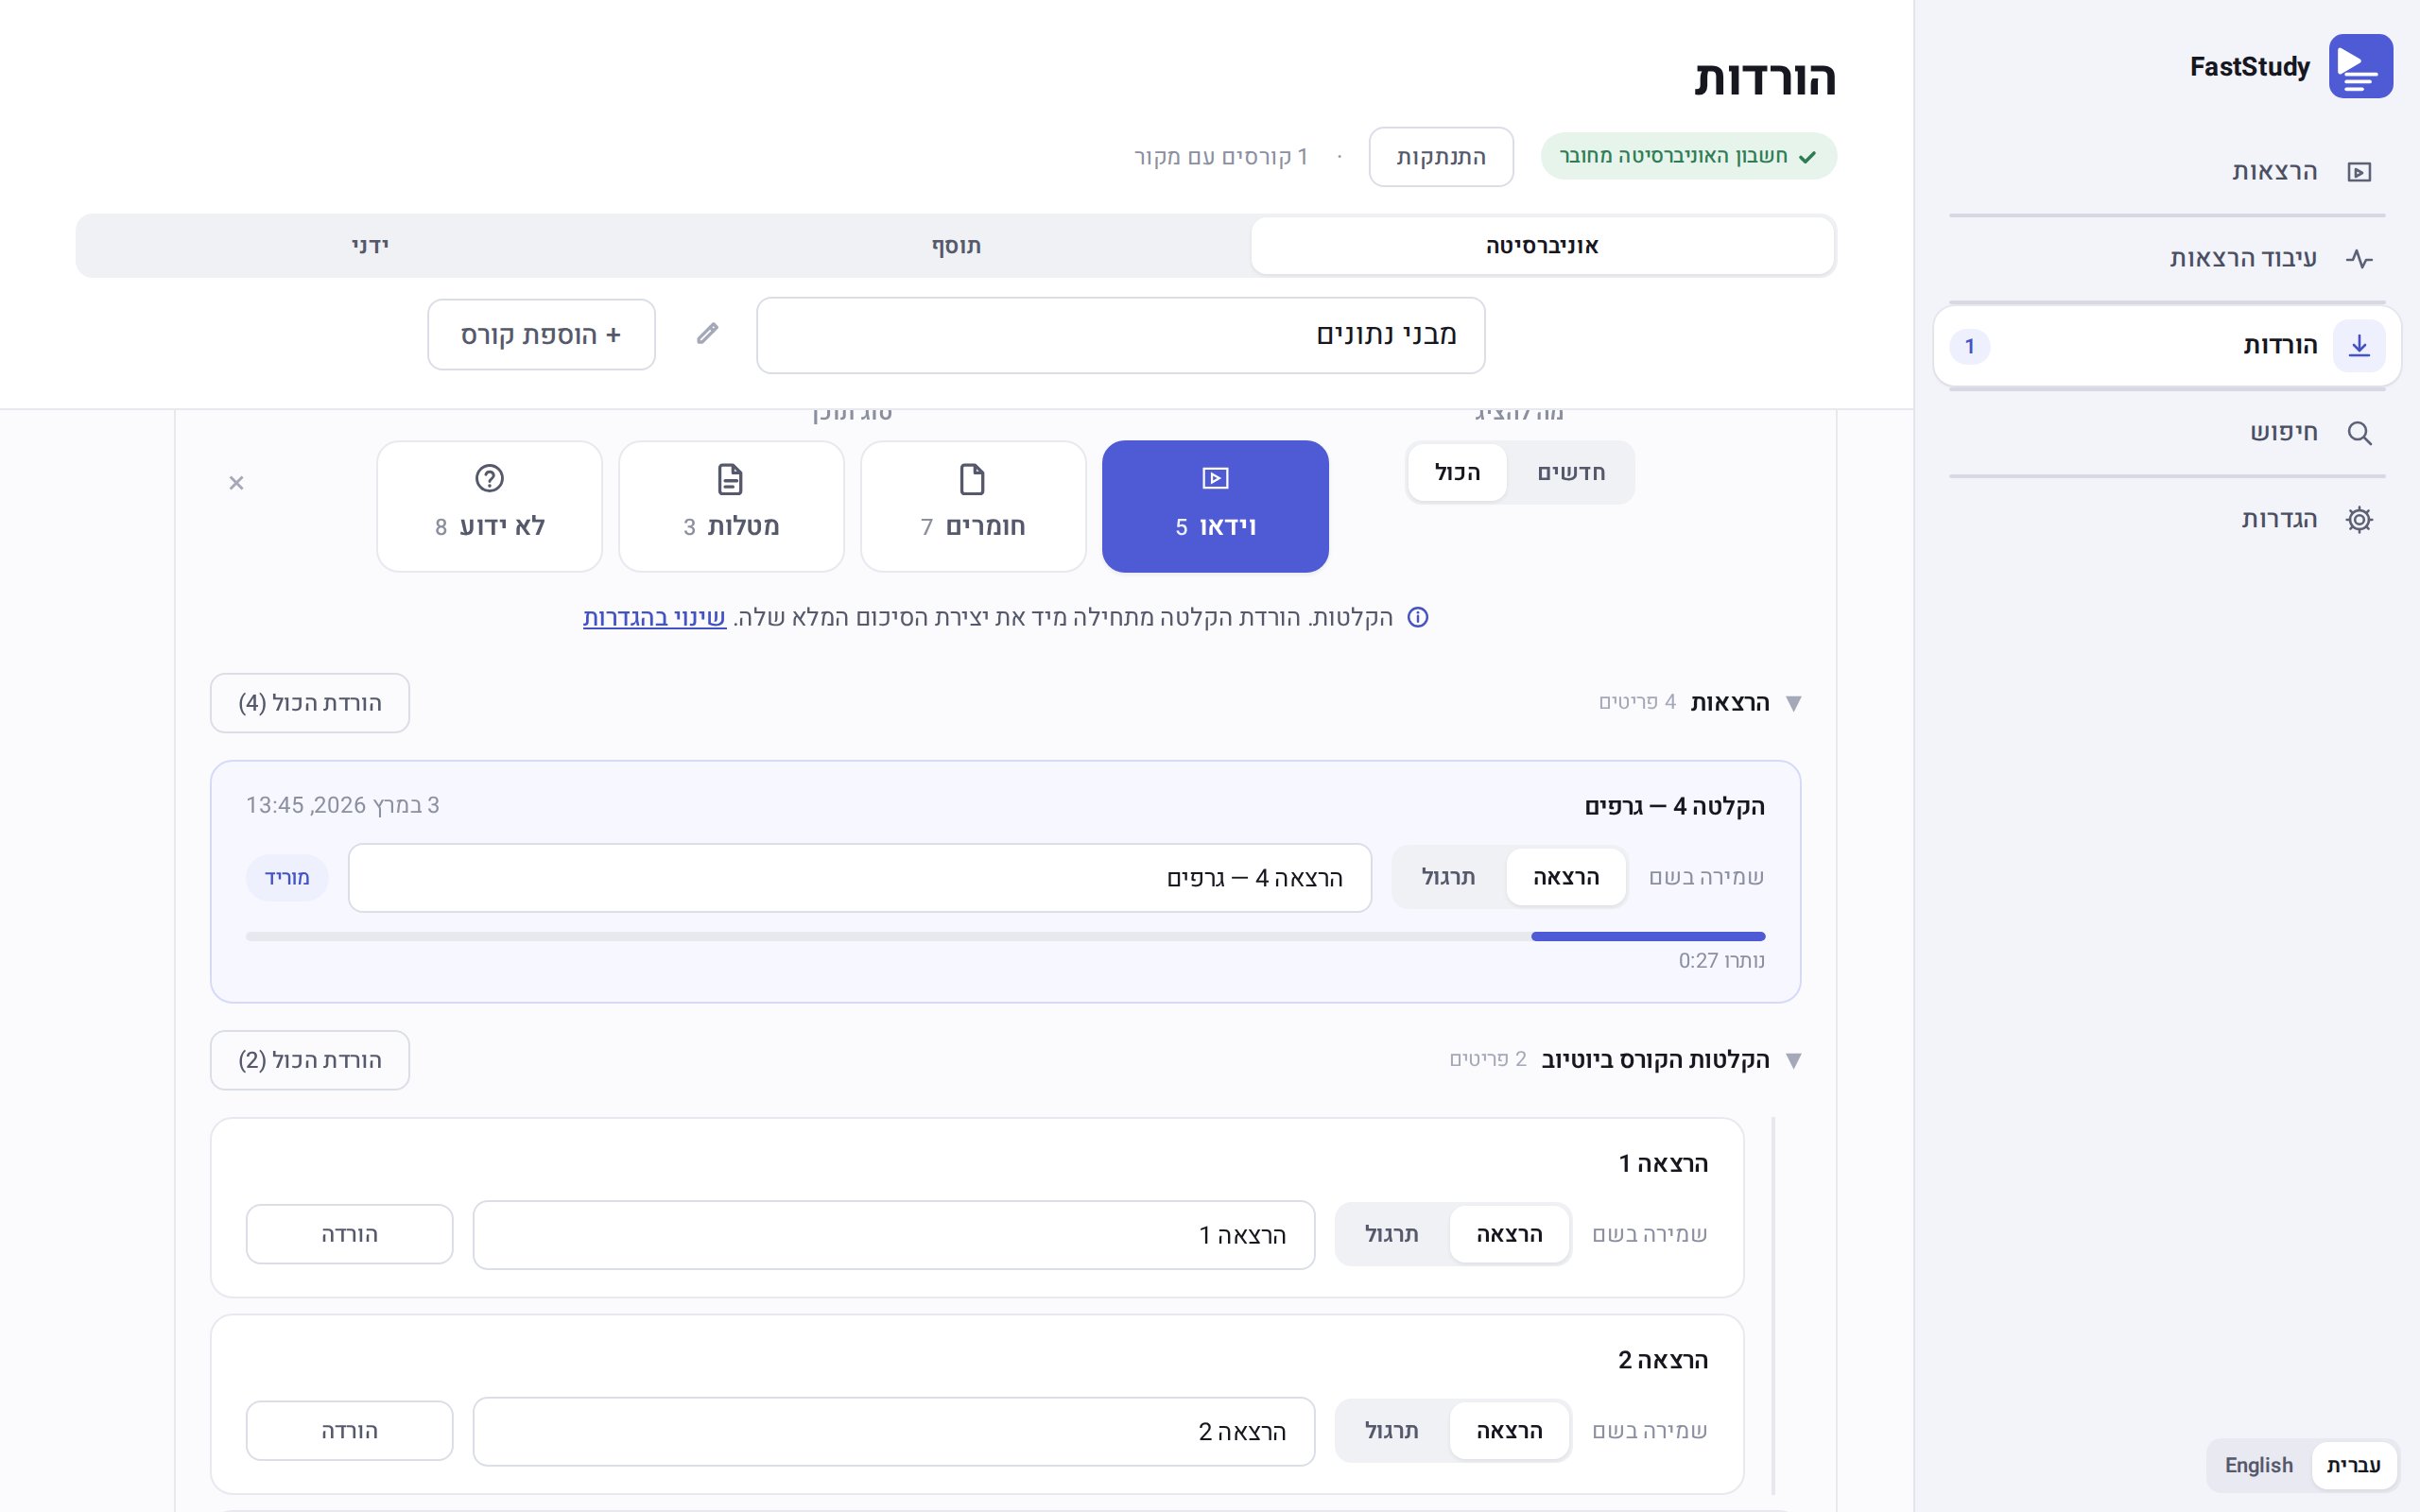 FastStudy
הרצאות
עיבוד הרצאות
הורדות 1
חיפוש
הגדרות
עברית English
הורדות
חשבון האוניברסיטה מחובר התנתקות · 1 קורסים עם מקור
אוניברסיטה תוסף ידני
מבני נתונים + הוספת קורס
מה להציג סוג תוכן
חדשים הכול
וידאו 5 חומרים 7 מטלות 3 לא ידוע 8
הקלטות. הורדת הקלטה מתחילה מיד את יצירת הסיכום המלא שלה. שינוי בהגדרות
הרצאות 4 פריטים הורדת הכול (4)
הקלטה 4 — גרפים 3 במרץ 2026, 13:45
שמירה בשם הרצאה תרגול הרצאה 4 — גרפים מוריד
נותרו 0:27
הקלטות הקורס ביוטיוב 2 פריטים הורדת הכול (2)
הרצאה 1
שמירה בשם הרצאה תרגול הרצאה 1 הורדה
הרצאה 2
שמירה בשם הרצאה תרגול הרצאה 2 הורדה